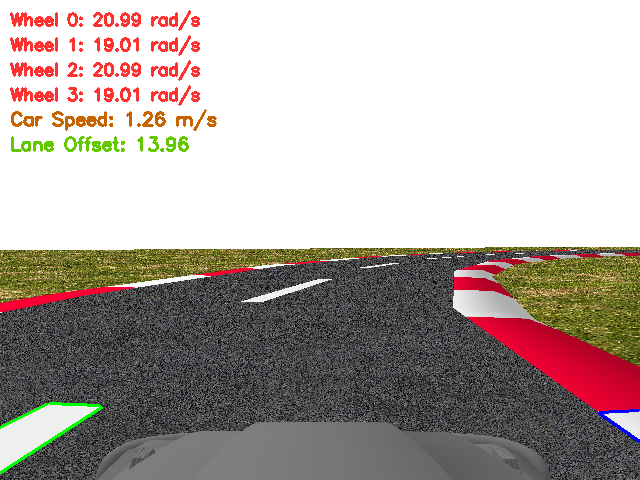 Wheel 0: 20.99 rad/s
Wheel 1: 19.01 rad/s
Wheel 2: 20.99 rad/s
Wheel 3: 19.01 rad/s
Car Speed: 1.26 m/s
Lane Offset: 13.96